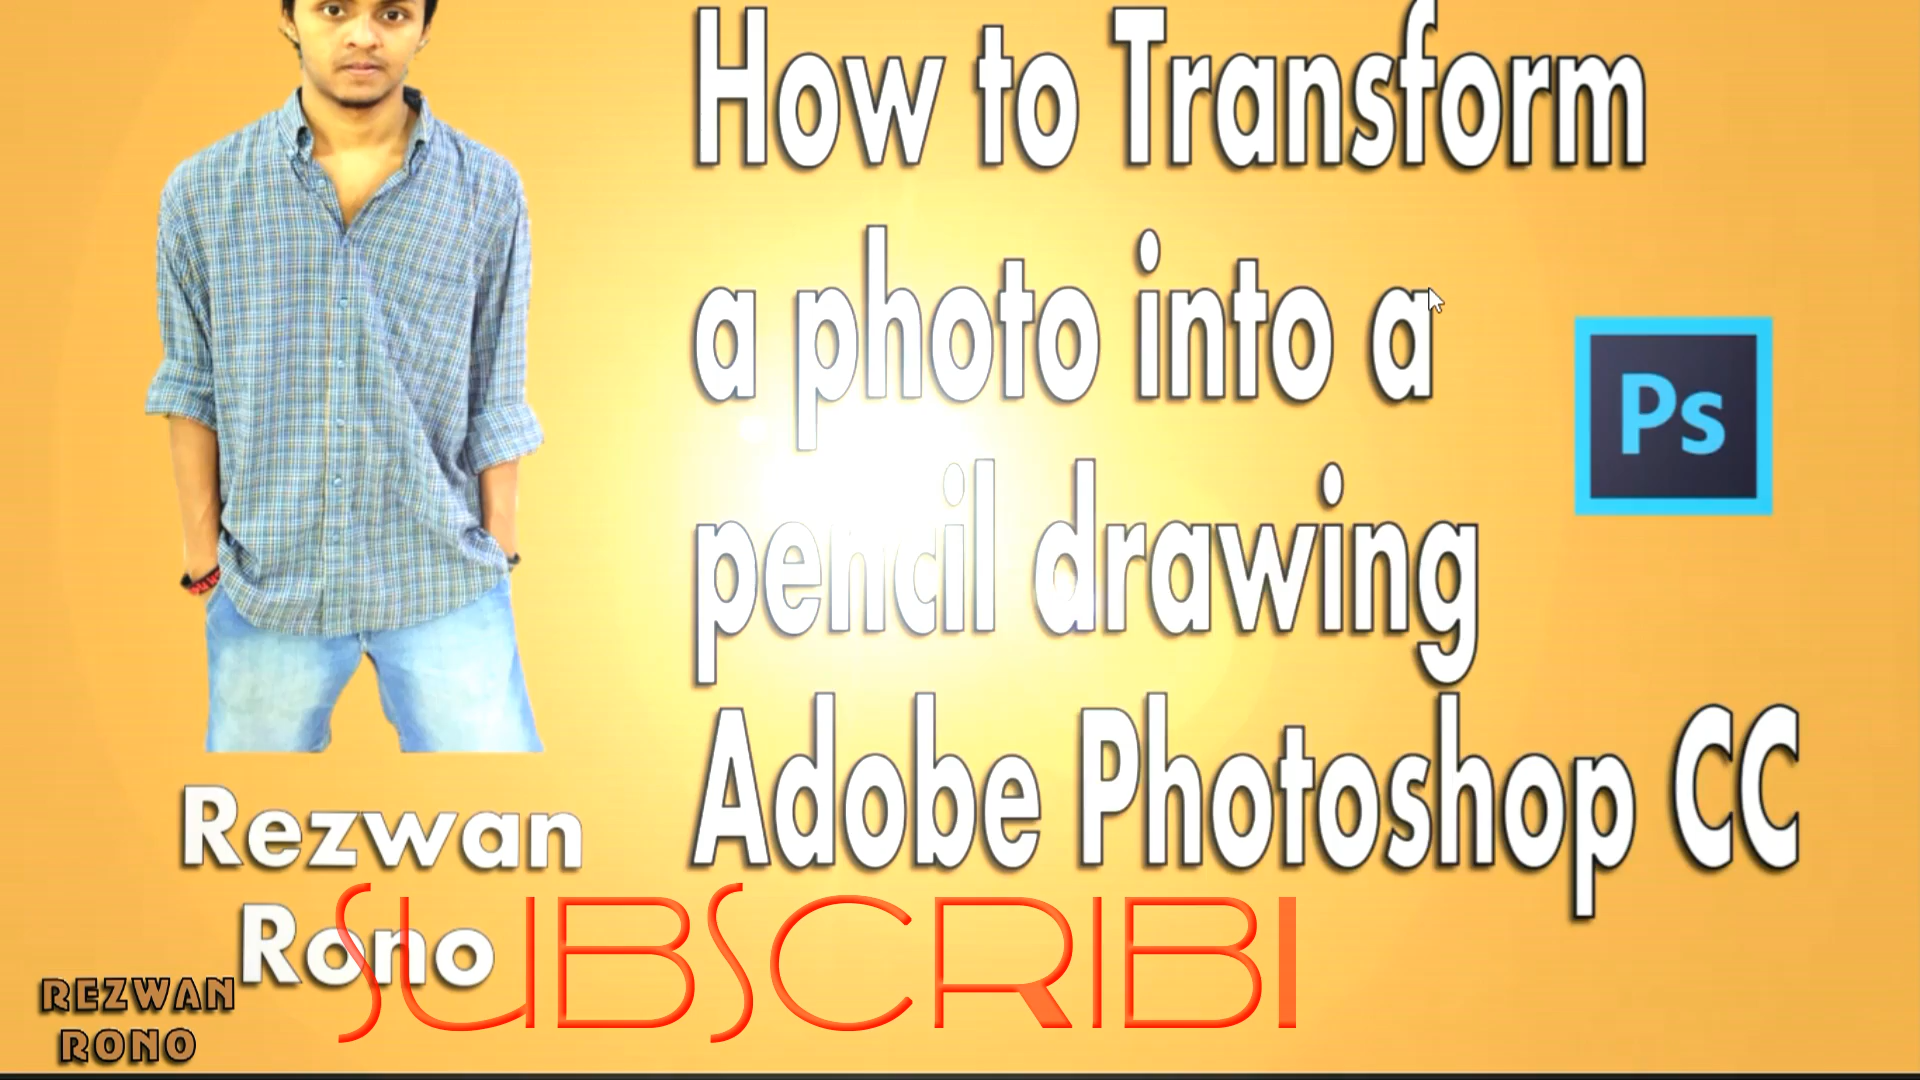 How to Transform
a photo into a
pencil drawing
Adobe Photoshop CC
Ps
Rezwan
Rono
SUBSCRIBI
REZWAN
RONO